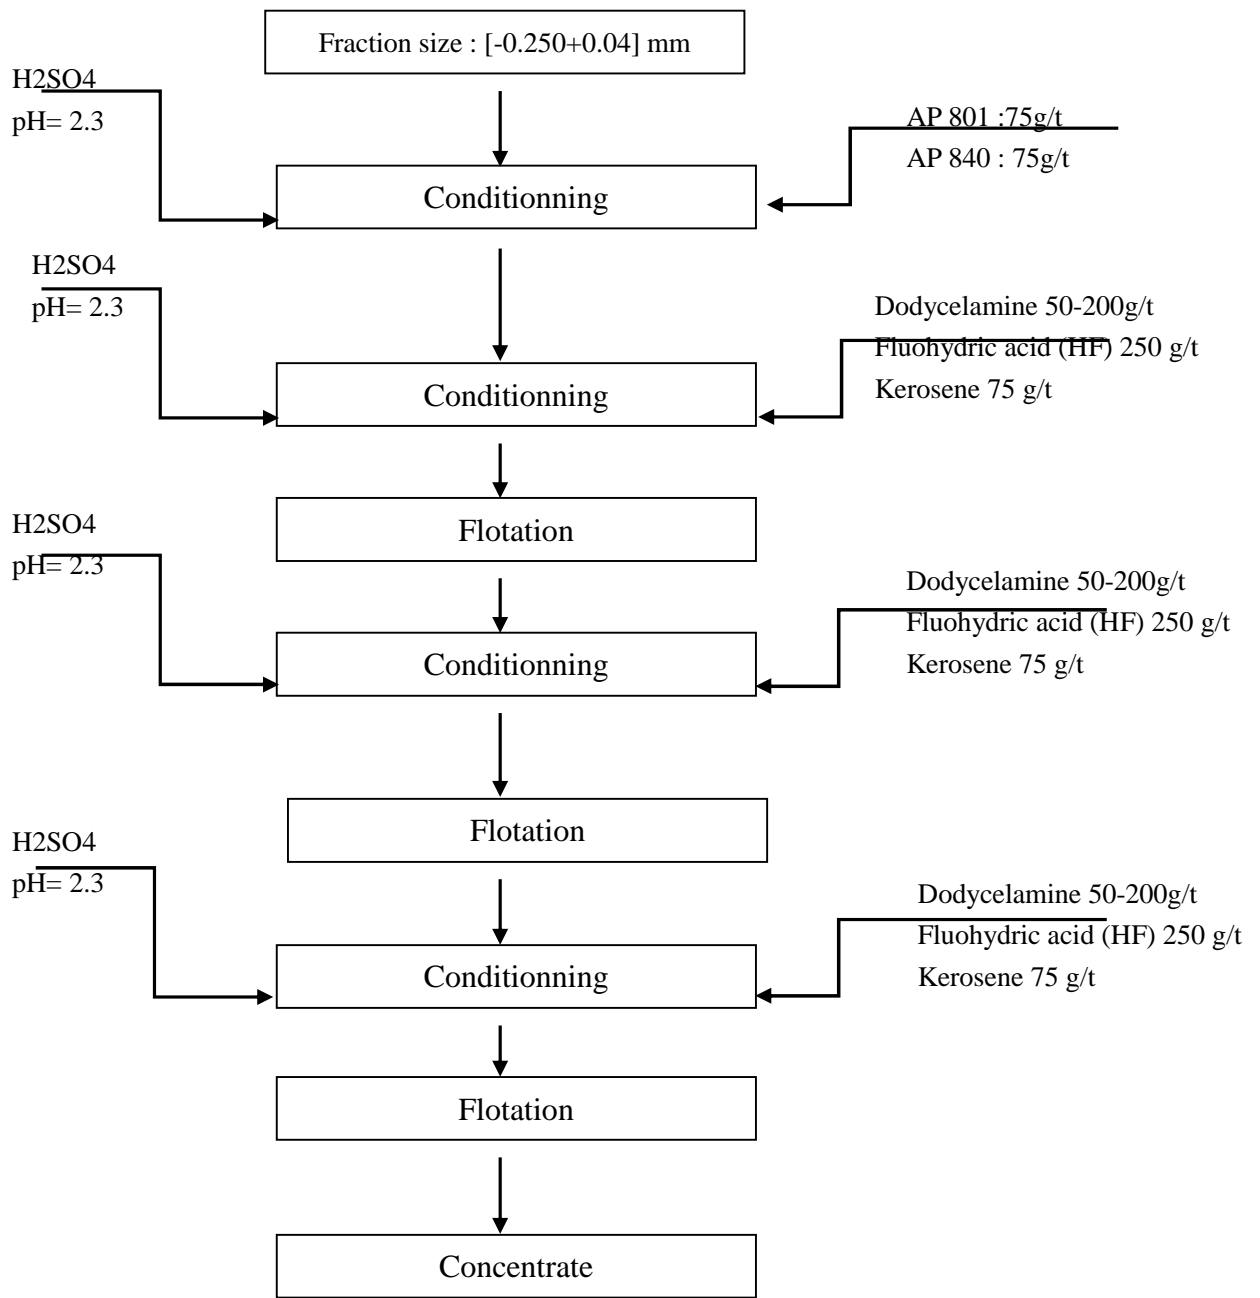 Fraction size : [-0.250+0.04] mm
H2SO4
pH= 2.3
AP 801 :75g/t
AP 840 : 75g/t
Conditionning
H2SO4
pH= 2.3
Dodycelamine 50-200g/t
Fluohydric acid (HF) 250 g/t
Kerosene 75 g/t
Conditionning
Flotation
H2SO4
pH= 2.3
Dodycelamine 50-200g/t
Fluohydric acid (HF) 250 g/t
Kerosene 75 g/t
Conditionning
Flotation
H2SO4
pH= 2.3
Dodycelamine 50-200g/t
Fluohydric acid (HF) 250 g/t
Kerosene 75 g/t
Conditionning
Flotation
Concentrate